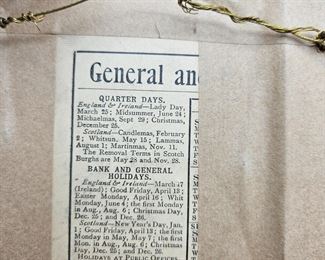 General an
QUARTER DAYS.
England & Ireland—Lady Day,
March 25; Midsummer, June 24;
Michaelmas, Sept 29; Christmas,
December 25.
Scotland—Candlemas, February
2; Whitsun, May 15; Lammas,
August 1; Martinmas, Nov. 11.
The Removal Terms in Scotch
Burghs are May 28 and Nov. 28.
BANK AND GENERAL
HOLIDAYS.
England & Ireland—March 17
(Ireland); Good Friday, April 13;
Easter Monday, April 16; Whit
Monday, June 4; the first Monday
in Aug., Aug. 6; Christmas Day,
Dec. 25; and Dec. 26.
Scotland—New Year's Day, Jan.
1; Good Friday, April 13; the first
Monday in May, May 7; the first
Mon. in Aug., Aug. 6; Christmas
Day, Dec. 25; and Dec. 26.
HOLIDAYS AT PUBLIC OFFICES.